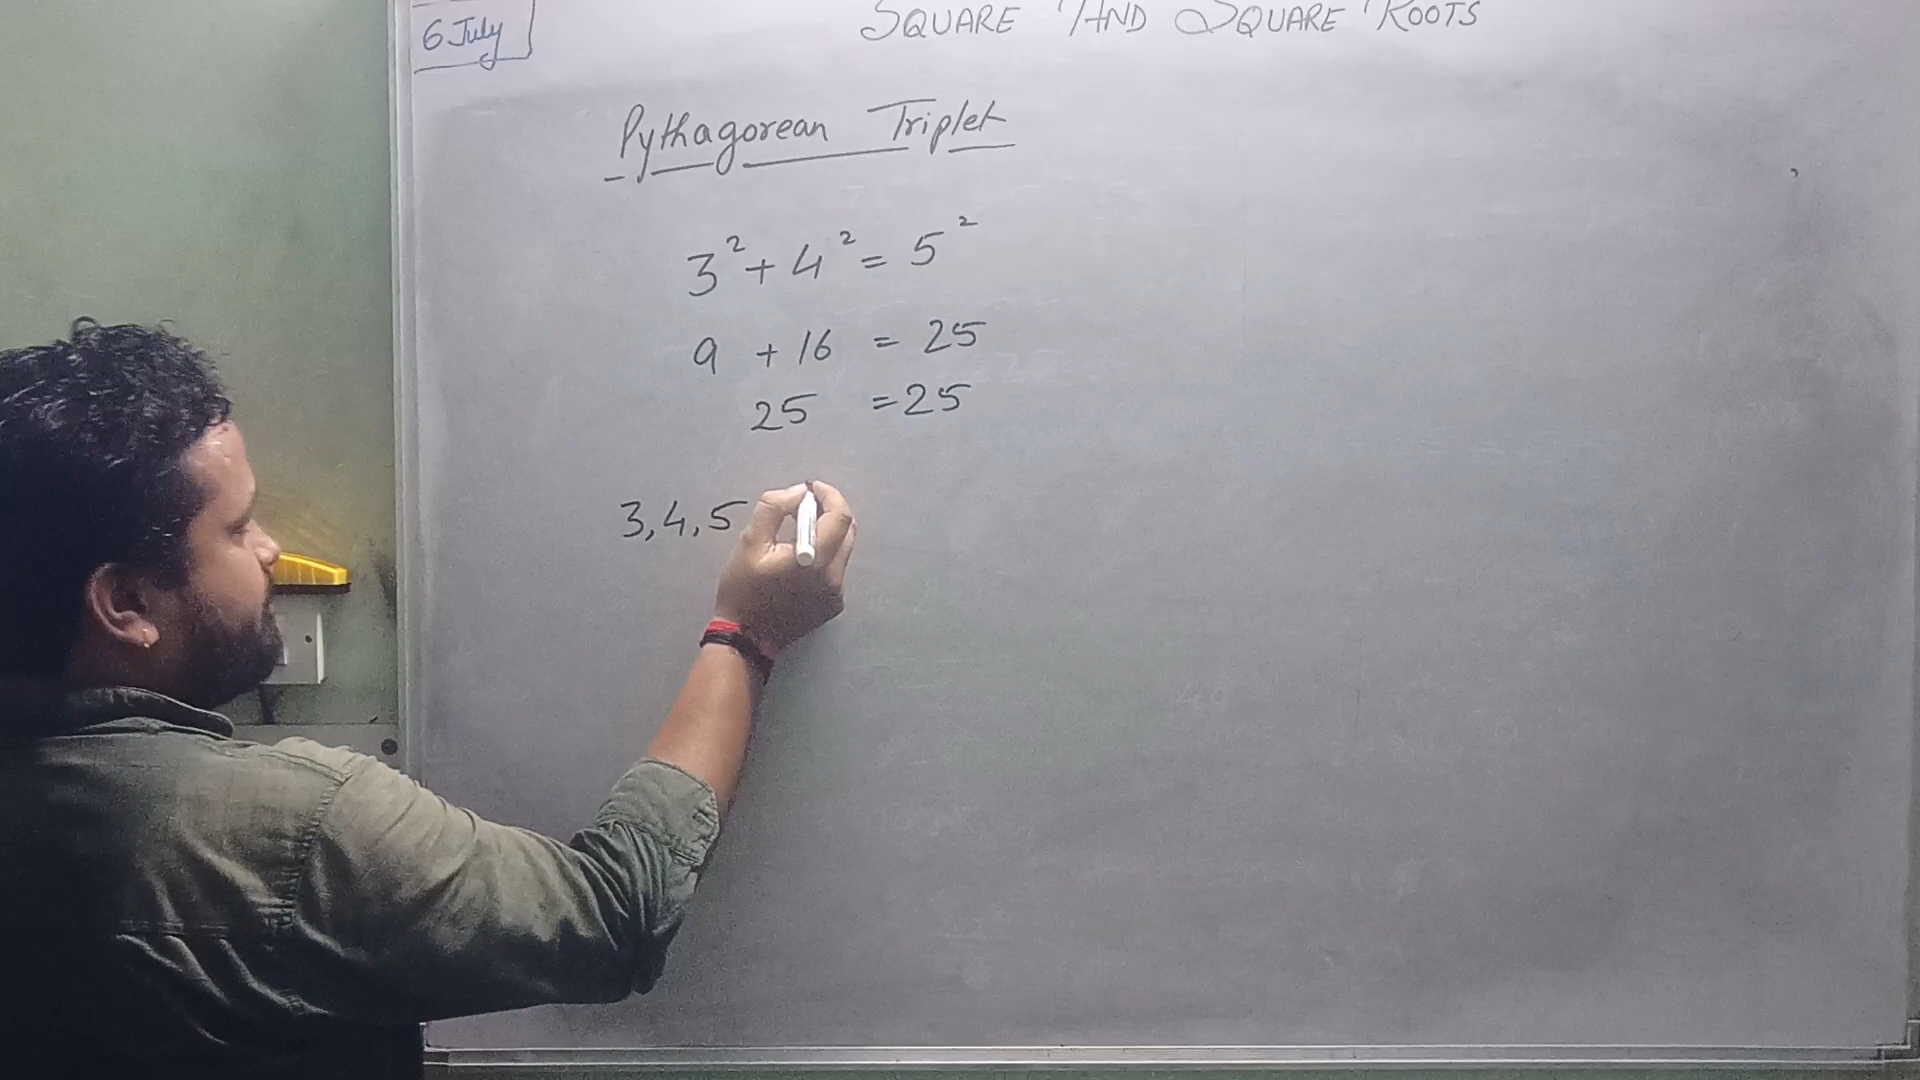 6 July
SQUARE AND SQUARE ROOTS
Pythagorean Triplet
3² + 4² = 5²
9 + 16 = 25
25 = 25
3, 4, 5